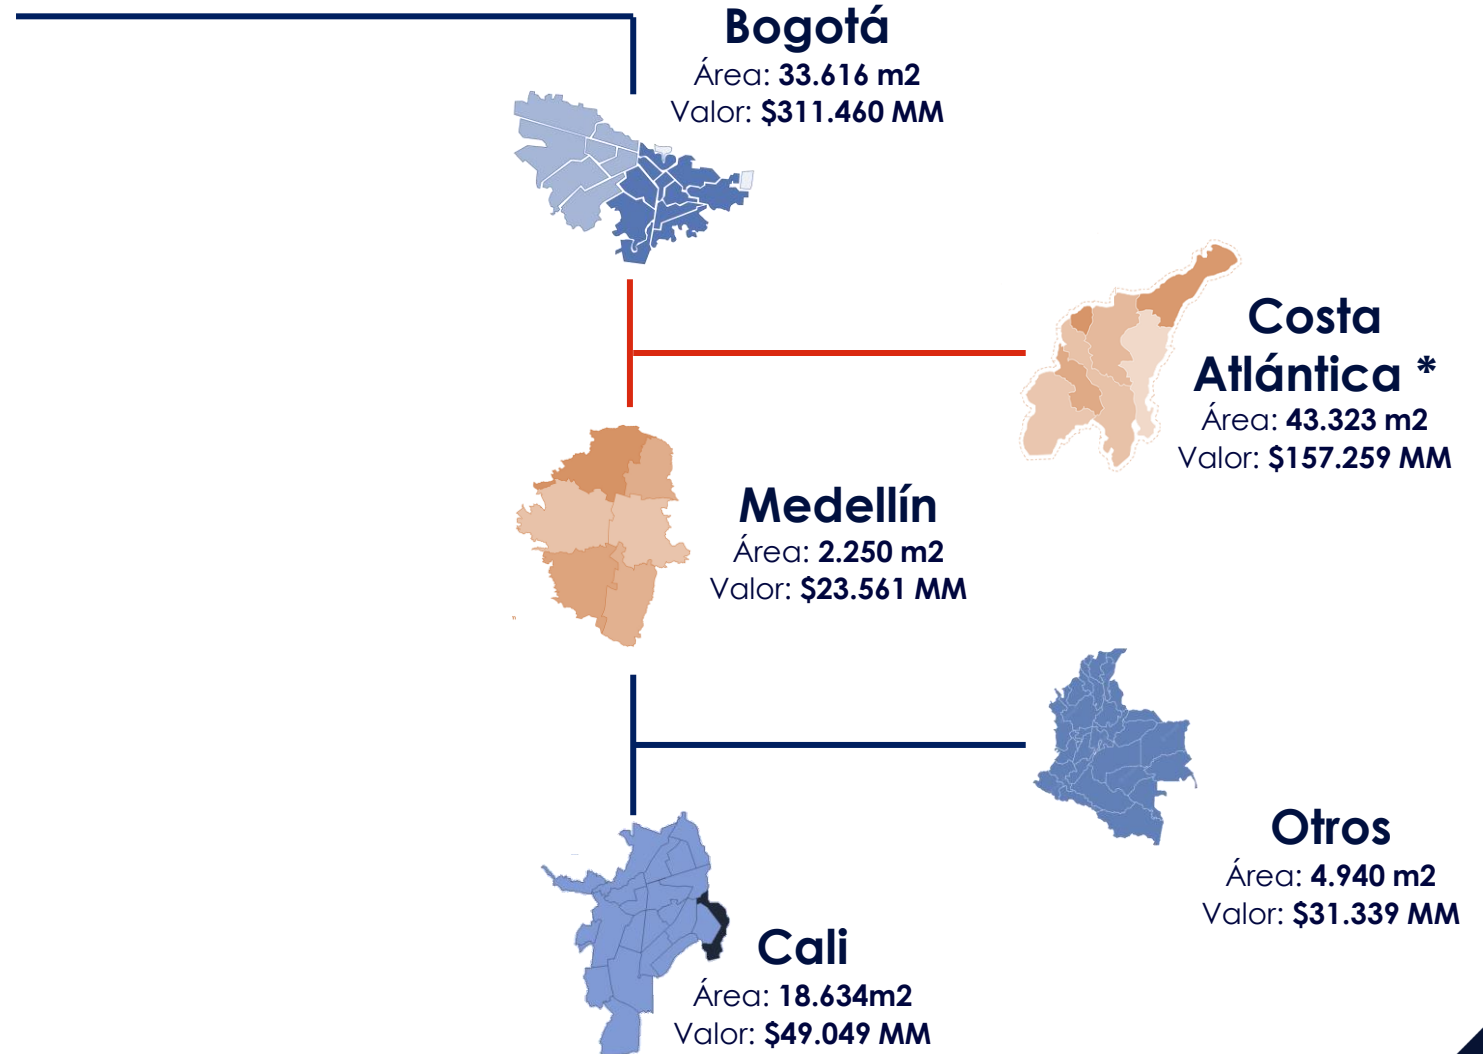 Bogotá
Área: 33.616 m2
Valor: $311.460 MM
Costa
Atlántica *
Área: 43.323 m2
Valor: $157.259 MM
Medellín
Área: 2.250 m2
Valor: $23.561 MM
Otros
Área: 4.940 m2
Valor: $31.339 MM
Cali
Área: 18.634m2
Valor: $49.049 MM